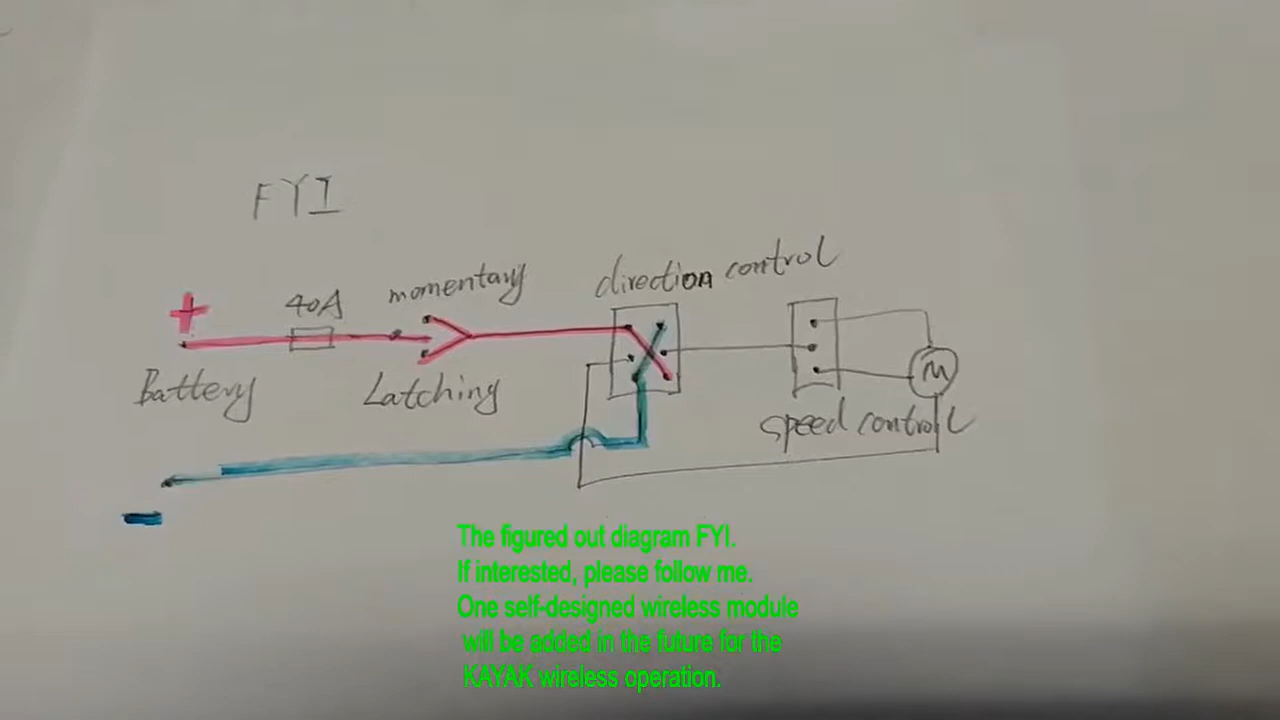 FYI
direction control
momentary
40A
+
Battery
Latching
M
speed control
-
The figured out diagram FYI.
If interested, please follow me.
One self-designed wireless module
will be added in the future for the
KAYAK wireless operation.